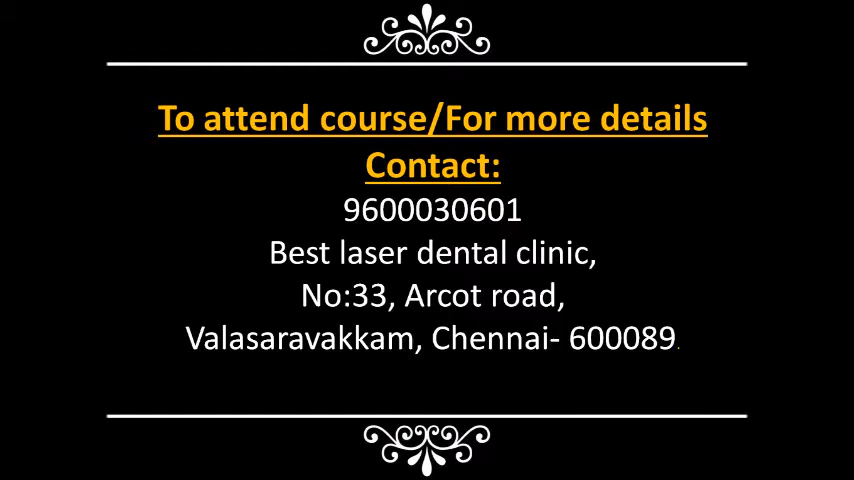 To attend course/For more details
Contact:
9600030601
Best laser dental clinic,
No:33, Arcot road,
Valasaravakkam, Chennai- 600089.